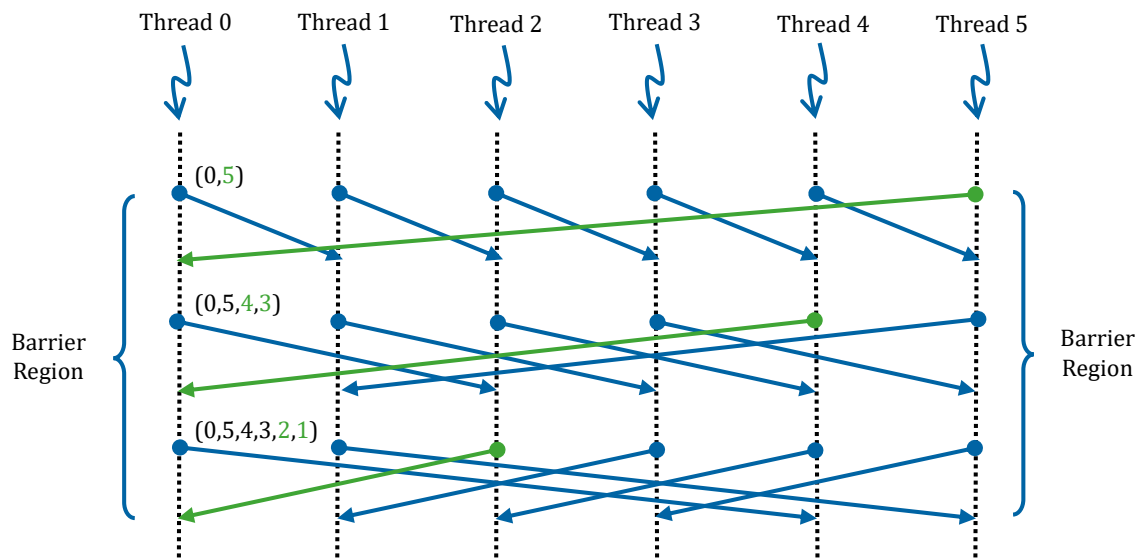 Thread 0
Thread 1
Thread 2
Thread 3
Thread 4
Thread 5
(0,5)
(0,5,4,3)
Barrier
Region
Barrier
Region
(0,5,4,3,2,1)